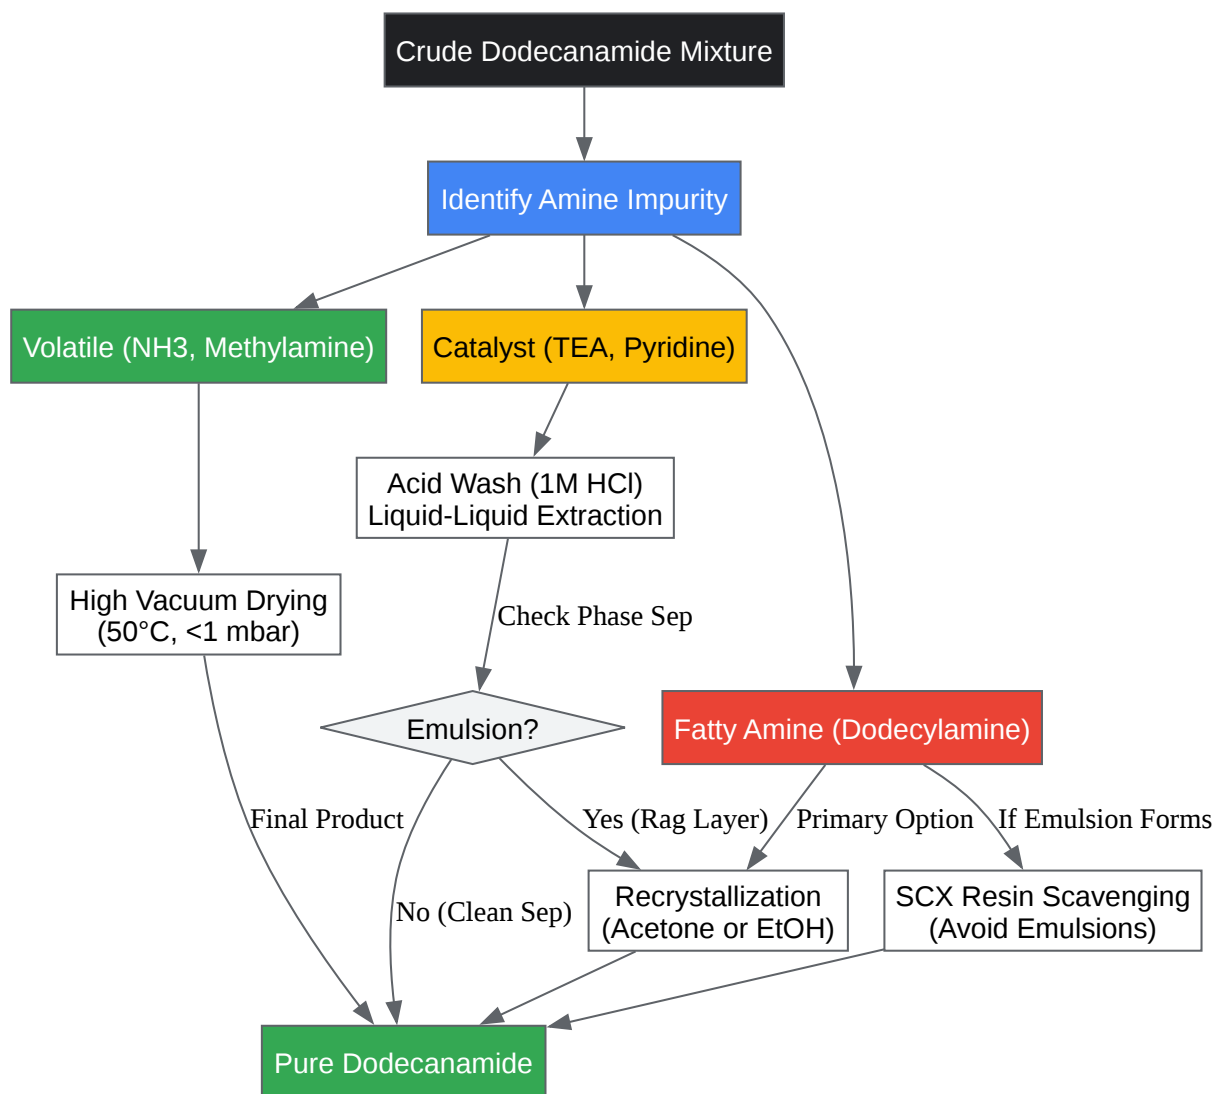 Crude Dodecanamide Mixture
Identify Amine Impurity
Volatile (NH3, Methylamine)
Catalyst (TEA, Pyridine)
Acid Wash (1M HCl)
Liquid-Liquid Extraction
High Vacuum Drying
(50°C, <1 mbar)
Check Phase Sep
Emulsion?
Fatty Amine (Dodecylamine)
Final Product
Yes (Rag Layer)
Primary Option
If Emulsion Forms
No (Clean Sep)
Recrystallization
(Acetone or EtOH)
SCX Resin Scavenging
(Avoid Emulsions)
Pure Dodecanamide